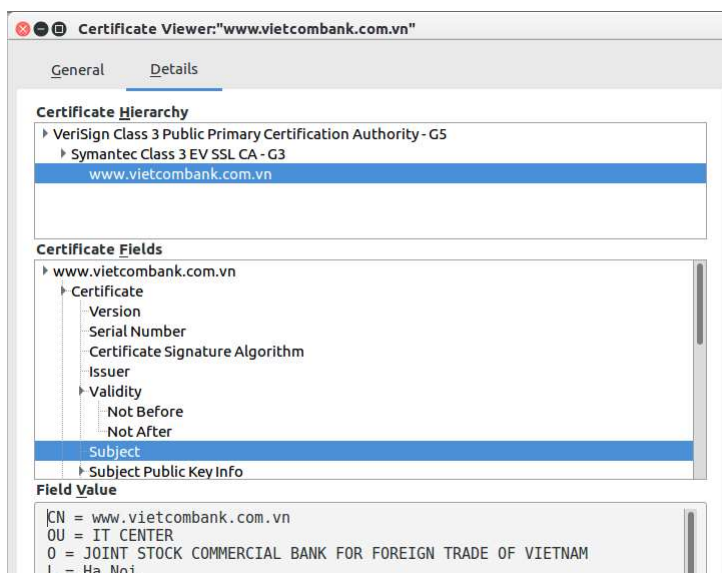 Certificate Viewer:"www.vietcombank.com.vn"
General Details
Certificate Hierarchy
VeriSign Class 3 Public Primary Certification Authority - G5
Symantec Class 3 EV SSL CA - G3
www.vietcombank.com.vn
Certificate Fields
www.vietcombank.com.vn
Certificate
Version
Serial Number
Certificate Signature Algorithm
Issuer
Validity
Not Before
Not After
Subject
Subject Public Key Info
Field Value
CN = www.vietcombank.com.vn
OU = IT CENTER
O = JOINT STOCK COMMERCIAL BANK FOR FOREIGN TRADE OF VIETNAM
L = Ha Noi